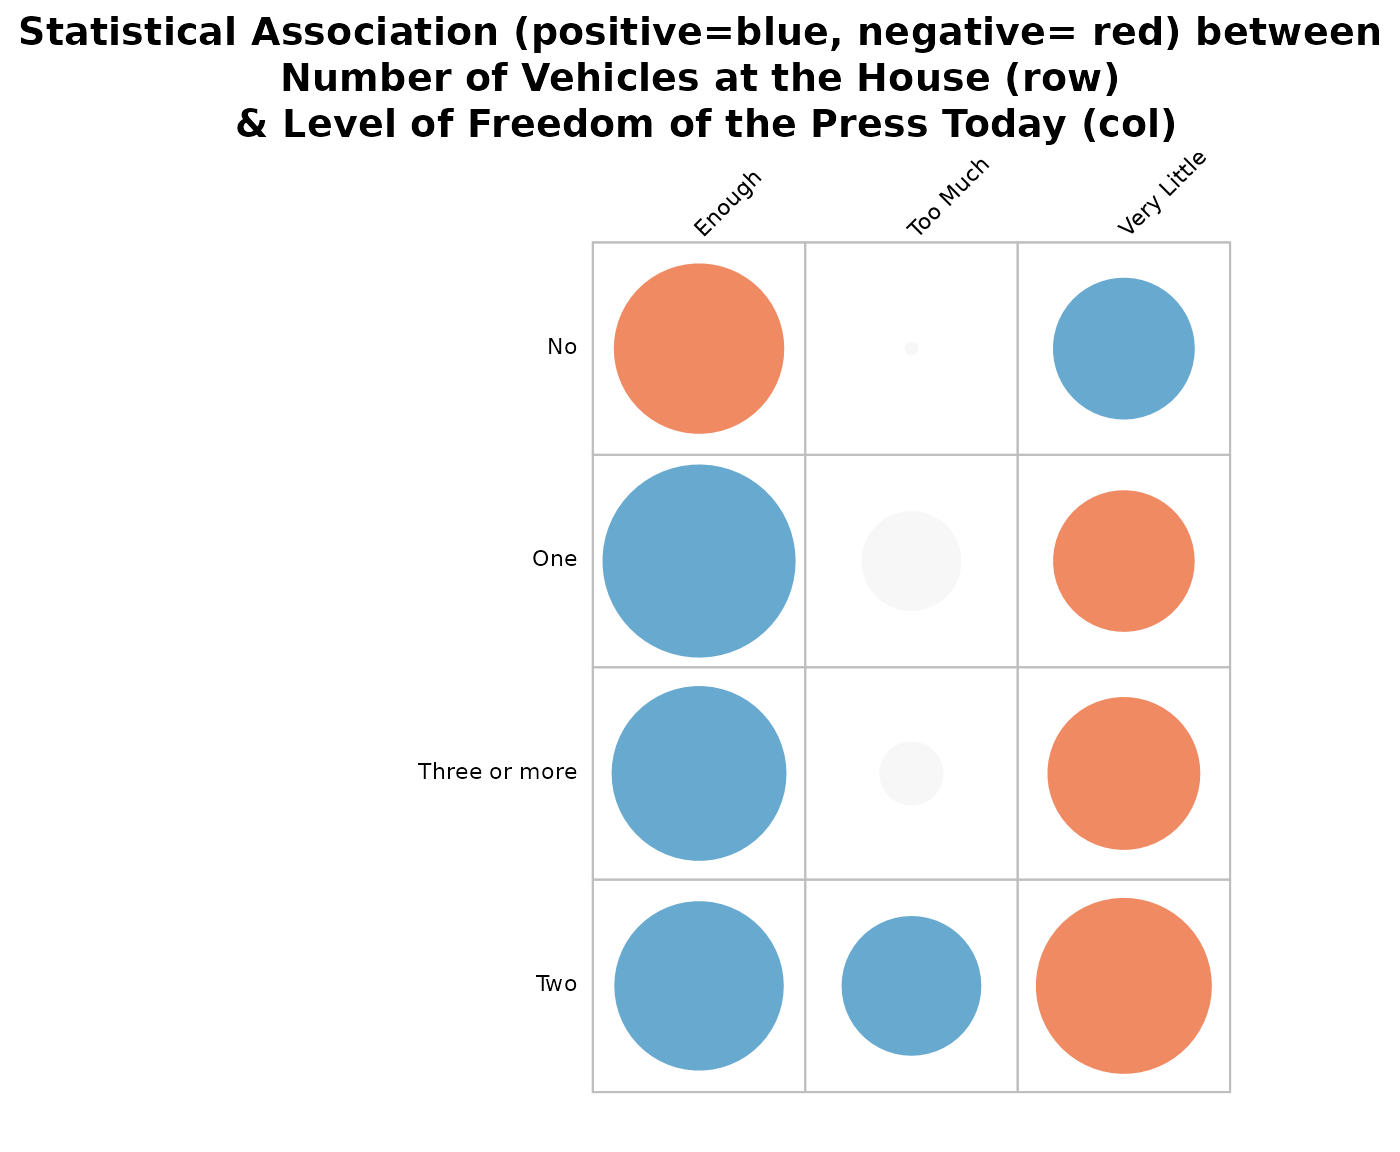 Statistical Association (positive=blue, negative= red) between
Number of Vehicles at the House (row)
& Level of Freedom of the Press Today (col)
Enough
Too Much
Very Little
No
One
Three or more
Two